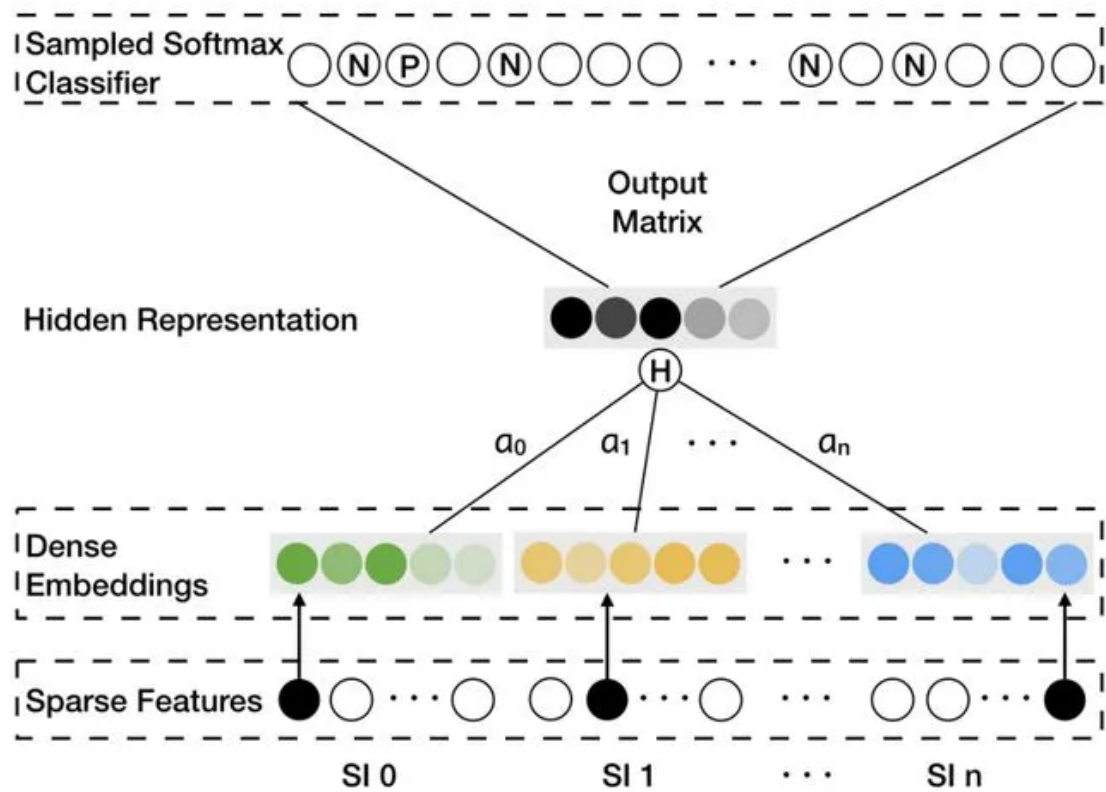 Sampled Softmax
Classifier
N P N ··· N N
Output
Matrix
Hidden Representation
H
a0 a1 ··· an
Dense
Embeddings
···
Sparse Features ··· ··· ··· ···
SI 0 SI 1 ··· SI n